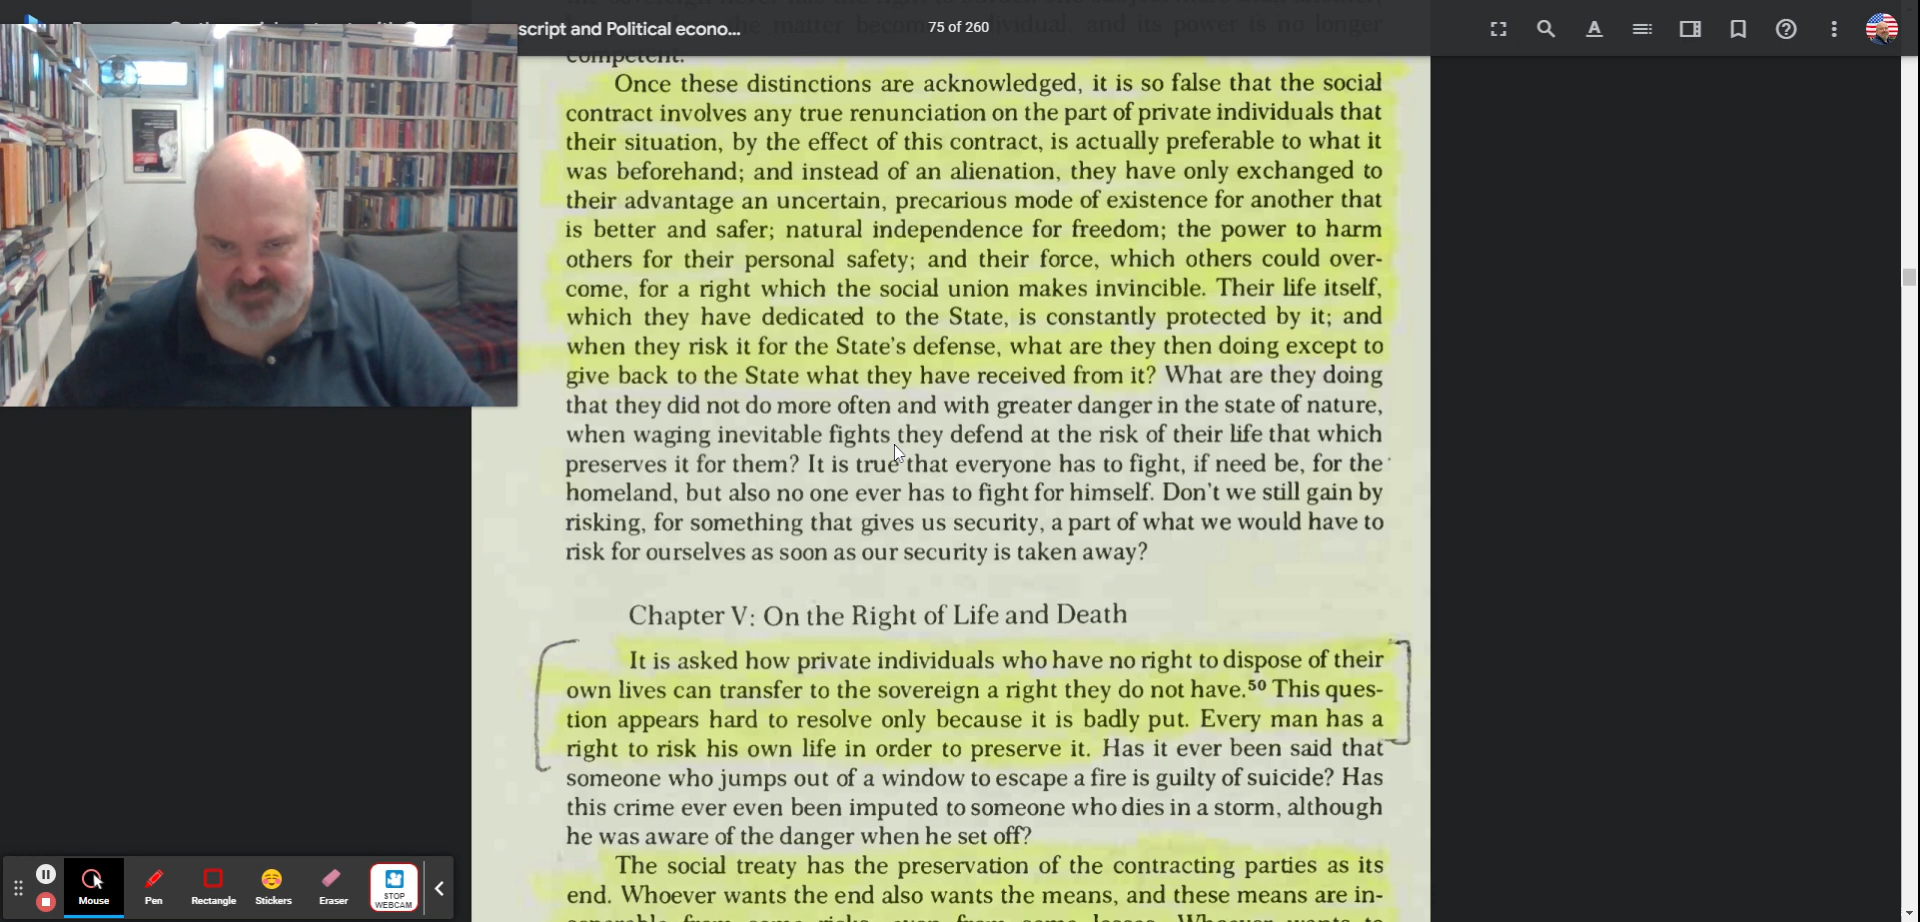 script and Political econo...
75 of 260
competent.
Once these distinctions are acknowledged, it is so false that the social
contract involves any true renunciation on the part of private individuals that
their situation, by the effect of this contract, is actually preferable to what it
was beforehand; and instead of an alienation, they have only exchanged to
their advantage an uncertain, precarious mode of existence for another that
is better and safer; natural independence for freedom; the power to harm
others for their personal safety; and their force, which others could over-
come, for a right which the social union makes invincible. Their life itself,
which they have dedicated to the State, is constantly protected by it; and
when they risk it for the State's defense, what are they then doing except to
give back to the State what they have received from it? What are they doing
that they did not do more often and with greater danger in the state of nature,
when waging inevitable fights they defend at the risk of their life that which
preserves it for them? It is true that everyone has to fight, if need be, for the
homeland, but also no one ever has to fight for himself. Don't we still gain by
risking, for something that gives us security, a part of what we would have to
risk for ourselves as soon as our security is taken away?
Chapter V: On the Right of Life and Death
It is asked how private individuals who have no right to dispose of their
own lives can transfer to the sovereign a right they do not have.50 This ques-
tion appears hard to resolve only because it is badly put. Every man has a
right to risk his own life in order to preserve it. Has it ever been said that
someone who jumps out of a window to escape a fire is guilty of suicide? Has
this crime ever even been imputed to someone who dies in a storm, although
he was aware of the danger when he set off?
The social treaty has the preservation of the contracting parties as its
end. Whoever wants the end also wants the means, and these means are in-
Mouse
Pen
Rectangle
Stickers
Eraser
STOP
WEBCAM